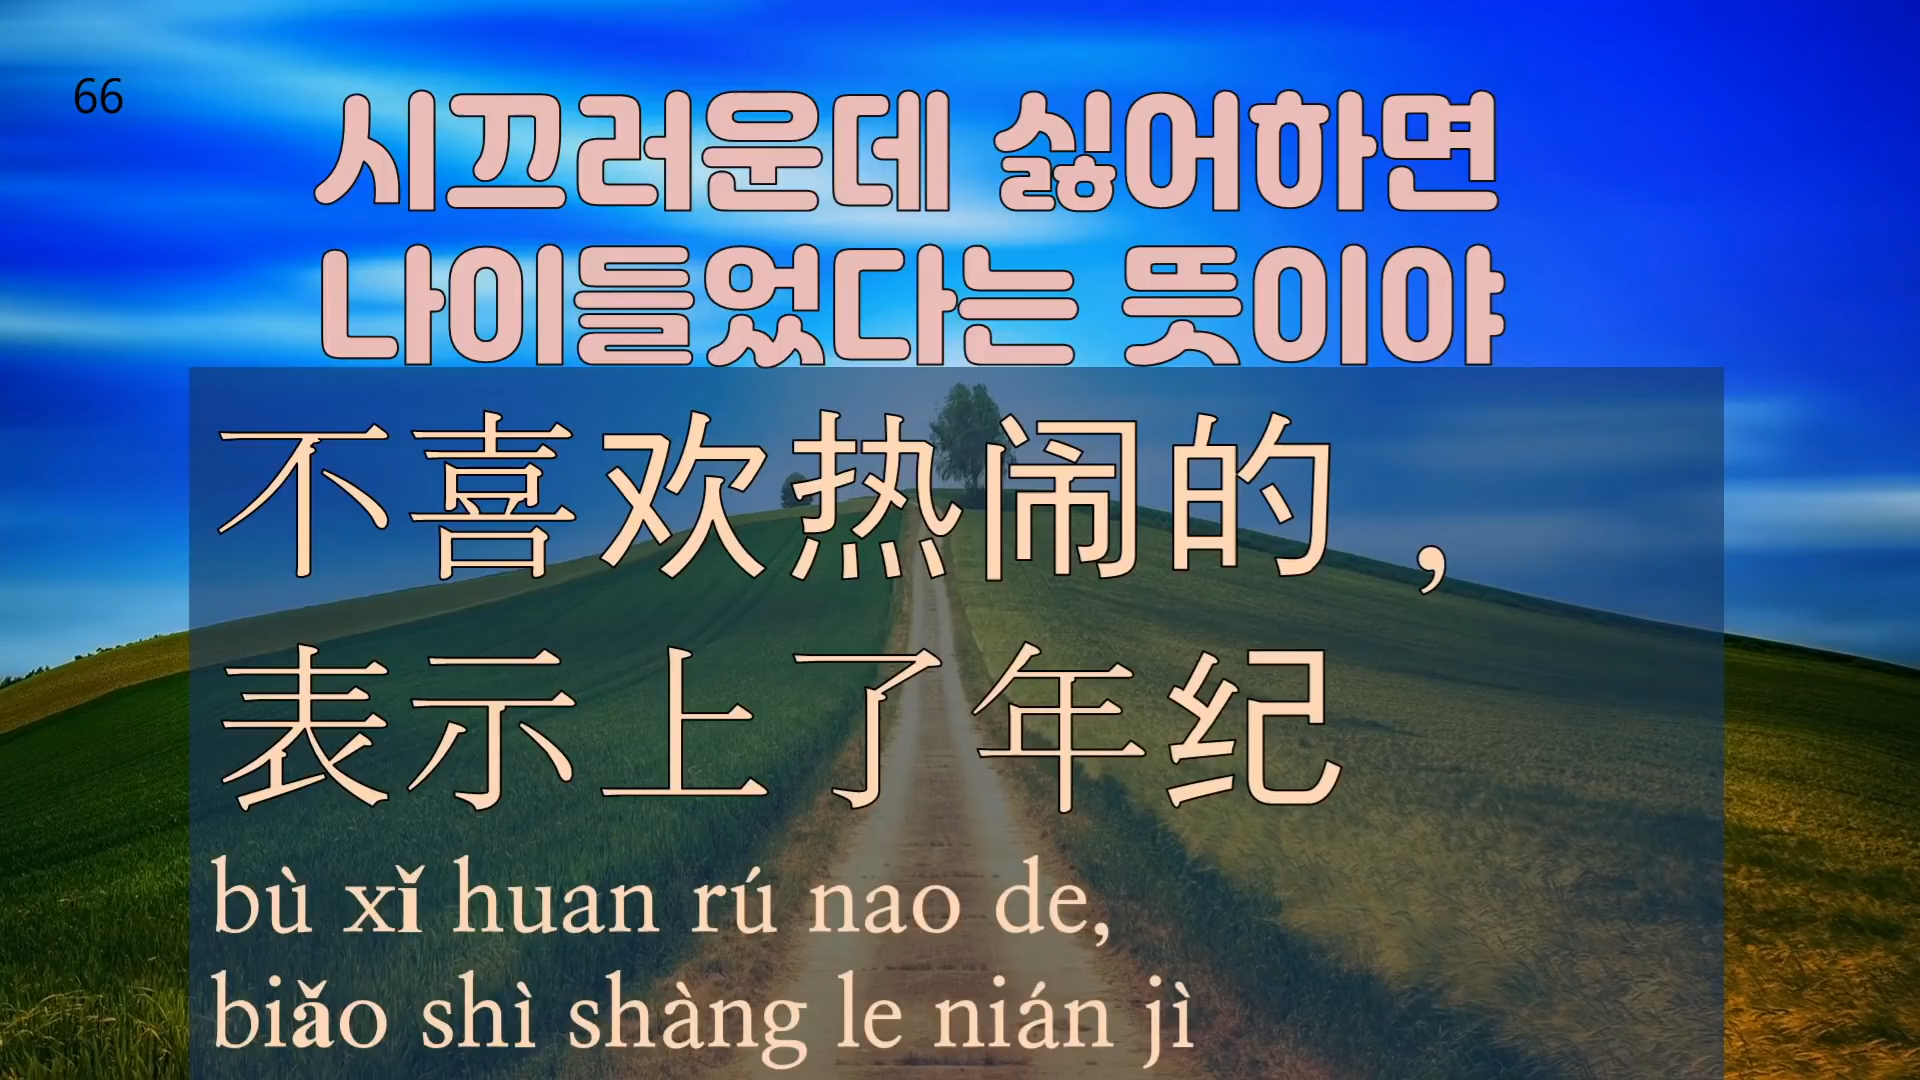 66
시끄러운데 싫어하면
나이들었다는 뜻이야
不喜欢热闹的，
表示上了年纪
bù xǐ huan rú nao de,
biǎo shì shàng le nián jì